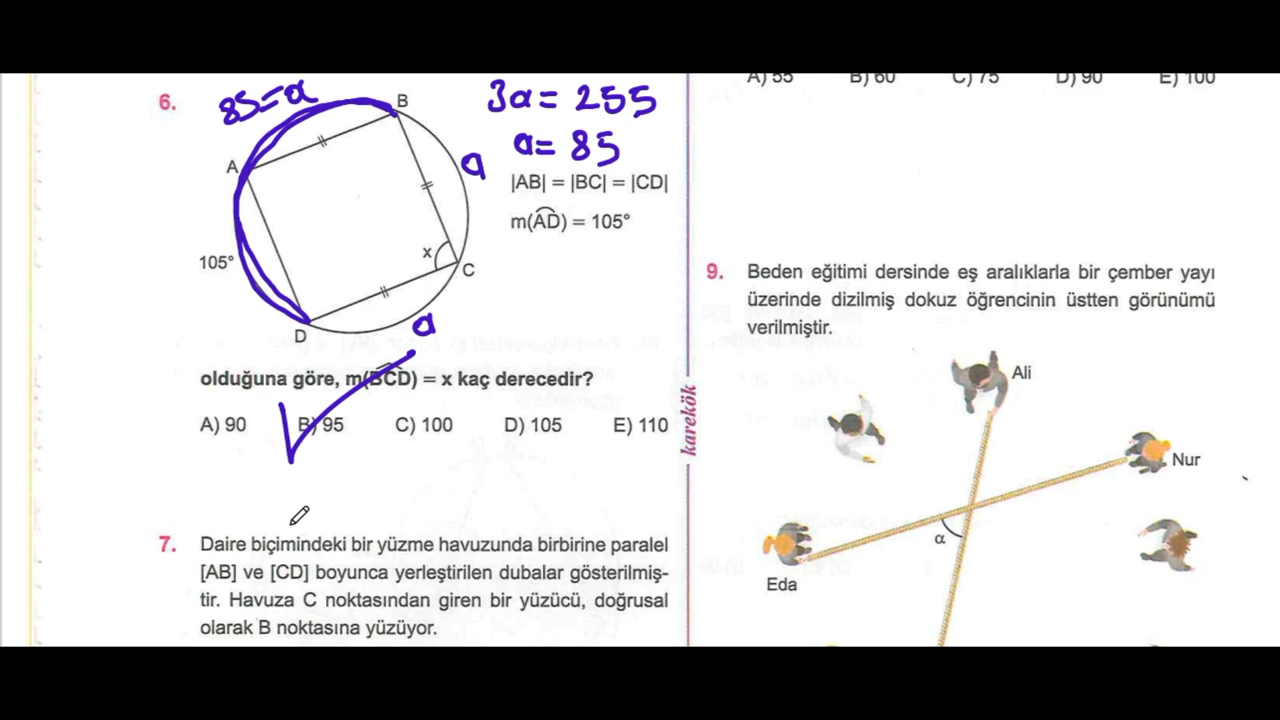 6.
85=a
B
A
105°
D
a
C
x
a
3a = 255
a = 85
|AB| = |BC| = |CD|
m(AD) = 105°
olduğuna göre, m(BCD) = x kaç derecedir?
A) 90 B) 95 C) 100 D) 105 E) 110
7. Daire biçimindeki bir yüzme havuzunda birbirine paralel
[AB] ve [CD] boyunca yerleştirilen dubalar gösterilmiş-
tir. Havuza C noktasından giren bir yüzücü, doğrusal
olarak B noktasına yüzüyor.
karekök
A) 55 B) 60 C) 75 D) 90 E) 100
9. Beden eğitimi dersinde eş aralıklarla bir çember yayı
üzerinde dizilmiş dokuz öğrencinin üstten görünümü
verilmiştir.
Ali
Nur
α
Eda